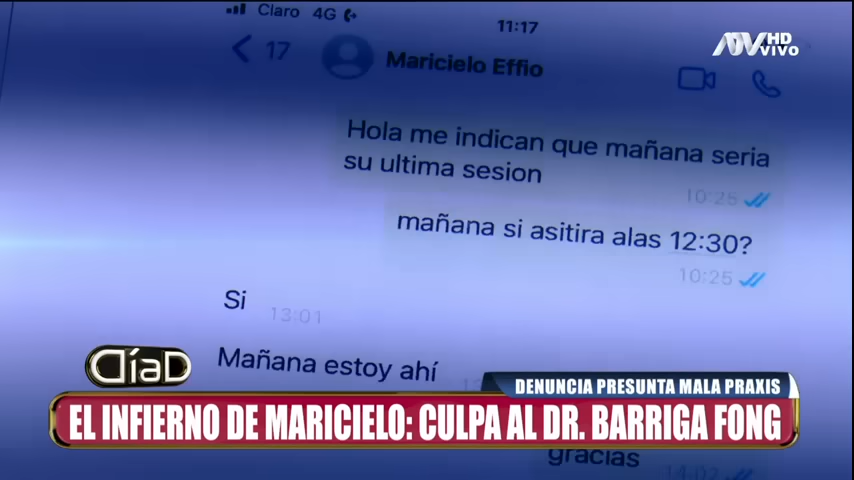 Claro 4G
11:17
ATV HD
VIVO
17
Maricielo Effio
Hola me indican que mañana seria
su ultima sesion
10:25
mañana si asitira alas 12:30?
10:25
Si
13:01
Mañana estoy ahí
DíaD
DENUNCIA PRESUNTA MALA PRAXIS
EL INFIERNO DE MARICIELO: CULPA AL DR. BARRIGA FONG
gracias
14:02